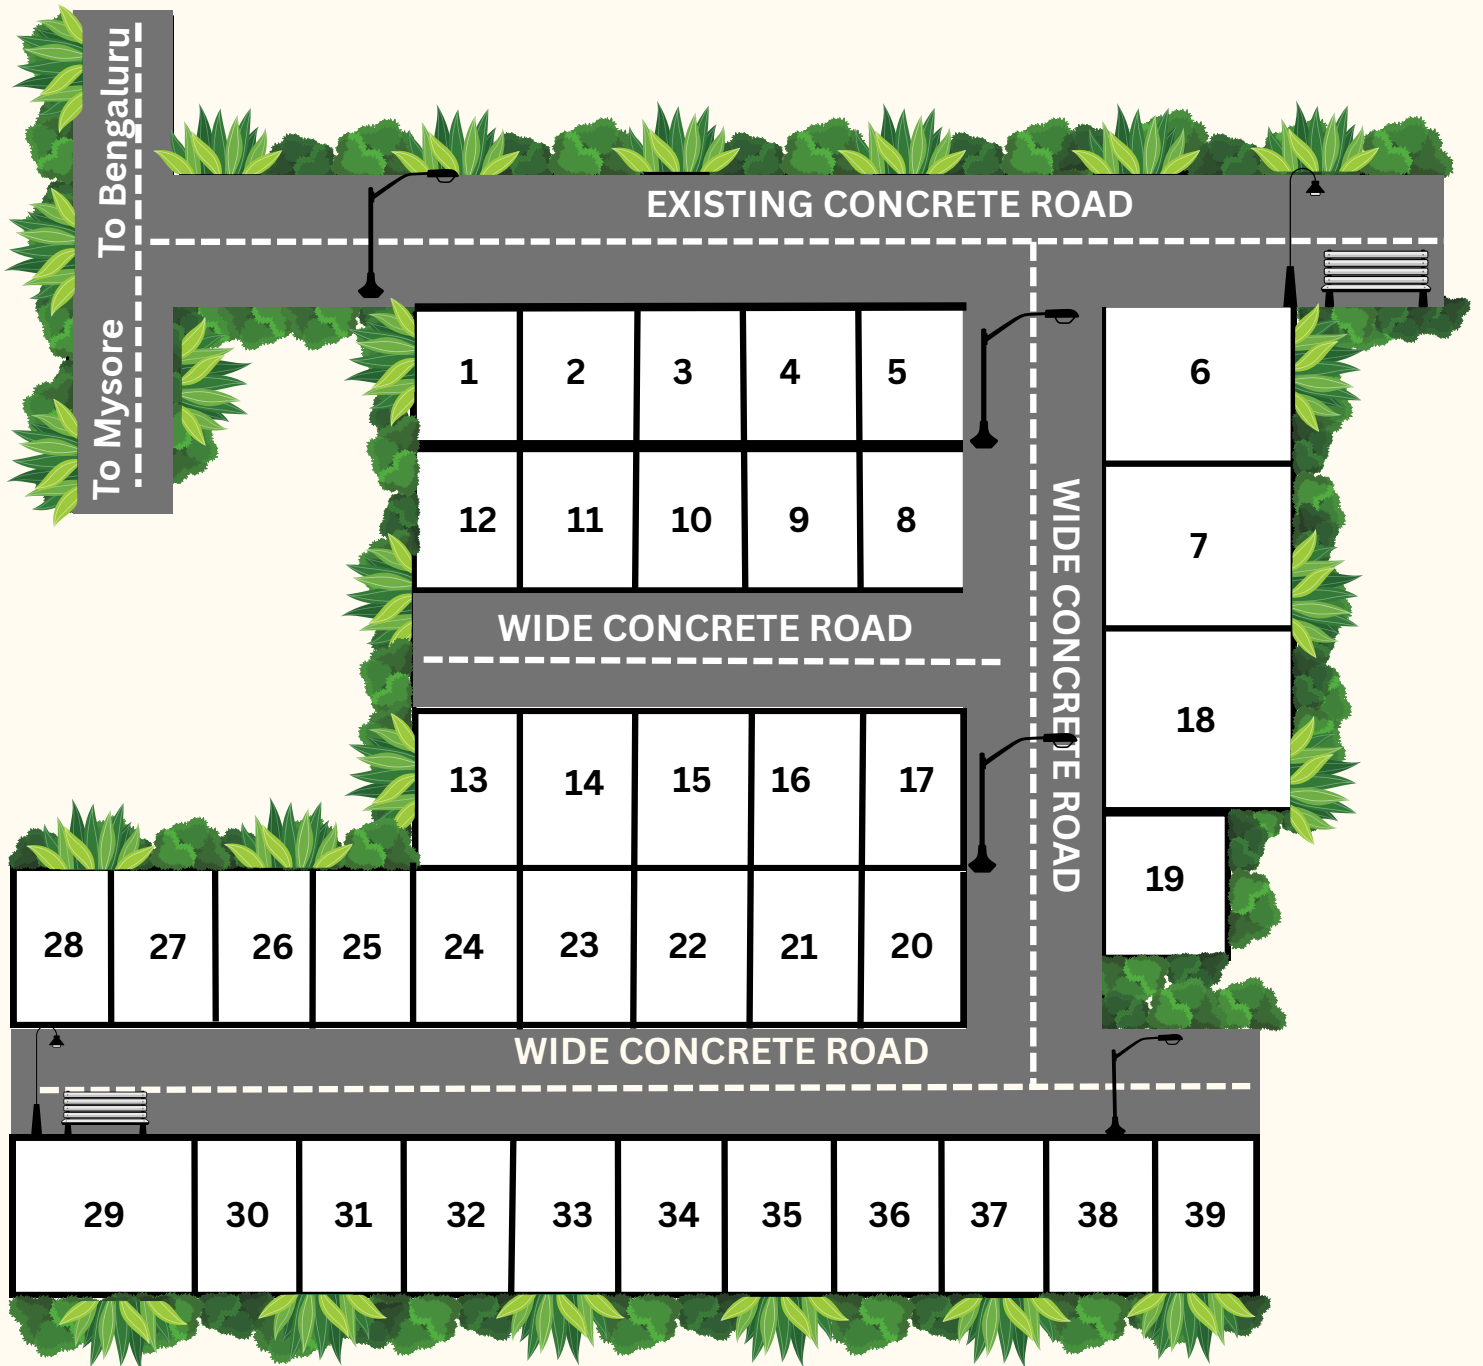 To Bengaluru
To Mysore
EXISTING CONCRETE ROAD
1 2 3 4 5 6
12 11 10 9 8 7
WIDE CONCRETE ROAD
WIDE CONCRETE ROAD
13 14 15 16 17 18
19
28 27 26 25 24 23 22 21 20
WIDE CONCRETE ROAD
29 30 31 32 33 34 35 36 37 38 39